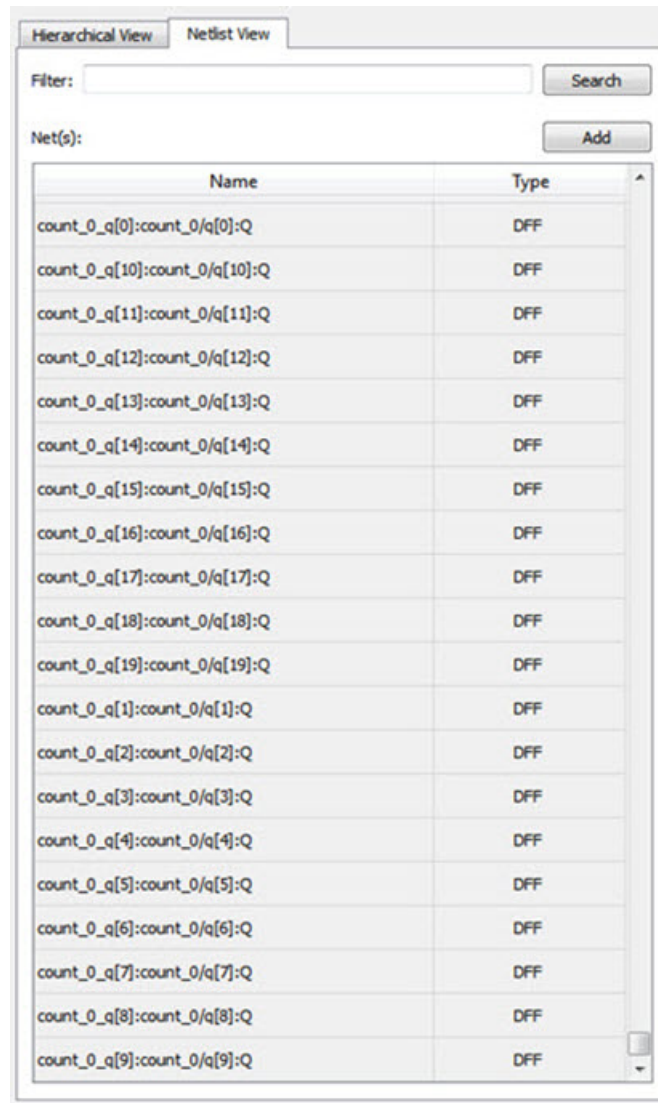 Hierarchical View Netlist View
Filter: Search
Net(s): Add
Name Type
count_0_q[0]:count_0/q[0]:Q DFF
count_0_q[10]:count_0/q[10]:Q DFF
count_0_q[11]:count_0/q[11]:Q DFF
count_0_q[12]:count_0/q[12]:Q DFF
count_0_q[13]:count_0/q[13]:Q DFF
count_0_q[14]:count_0/q[14]:Q DFF
count_0_q[15]:count_0/q[15]:Q DFF
count_0_q[16]:count_0/q[16]:Q DFF
count_0_q[17]:count_0/q[17]:Q DFF
count_0_q[18]:count_0/q[18]:Q DFF
count_0_q[19]:count_0/q[19]:Q DFF
count_0_q[1]:count_0/q[1]:Q DFF
count_0_q[2]:count_0/q[2]:Q DFF
count_0_q[3]:count_0/q[3]:Q DFF
count_0_q[4]:count_0/q[4]:Q DFF
count_0_q[5]:count_0/q[5]:Q DFF
count_0_q[6]:count_0/q[6]:Q DFF
count_0_q[7]:count_0/q[7]:Q DFF
count_0_q[8]:count_0/q[8]:Q DFF
count_0_q[9]:count_0/q[9]:Q DFF